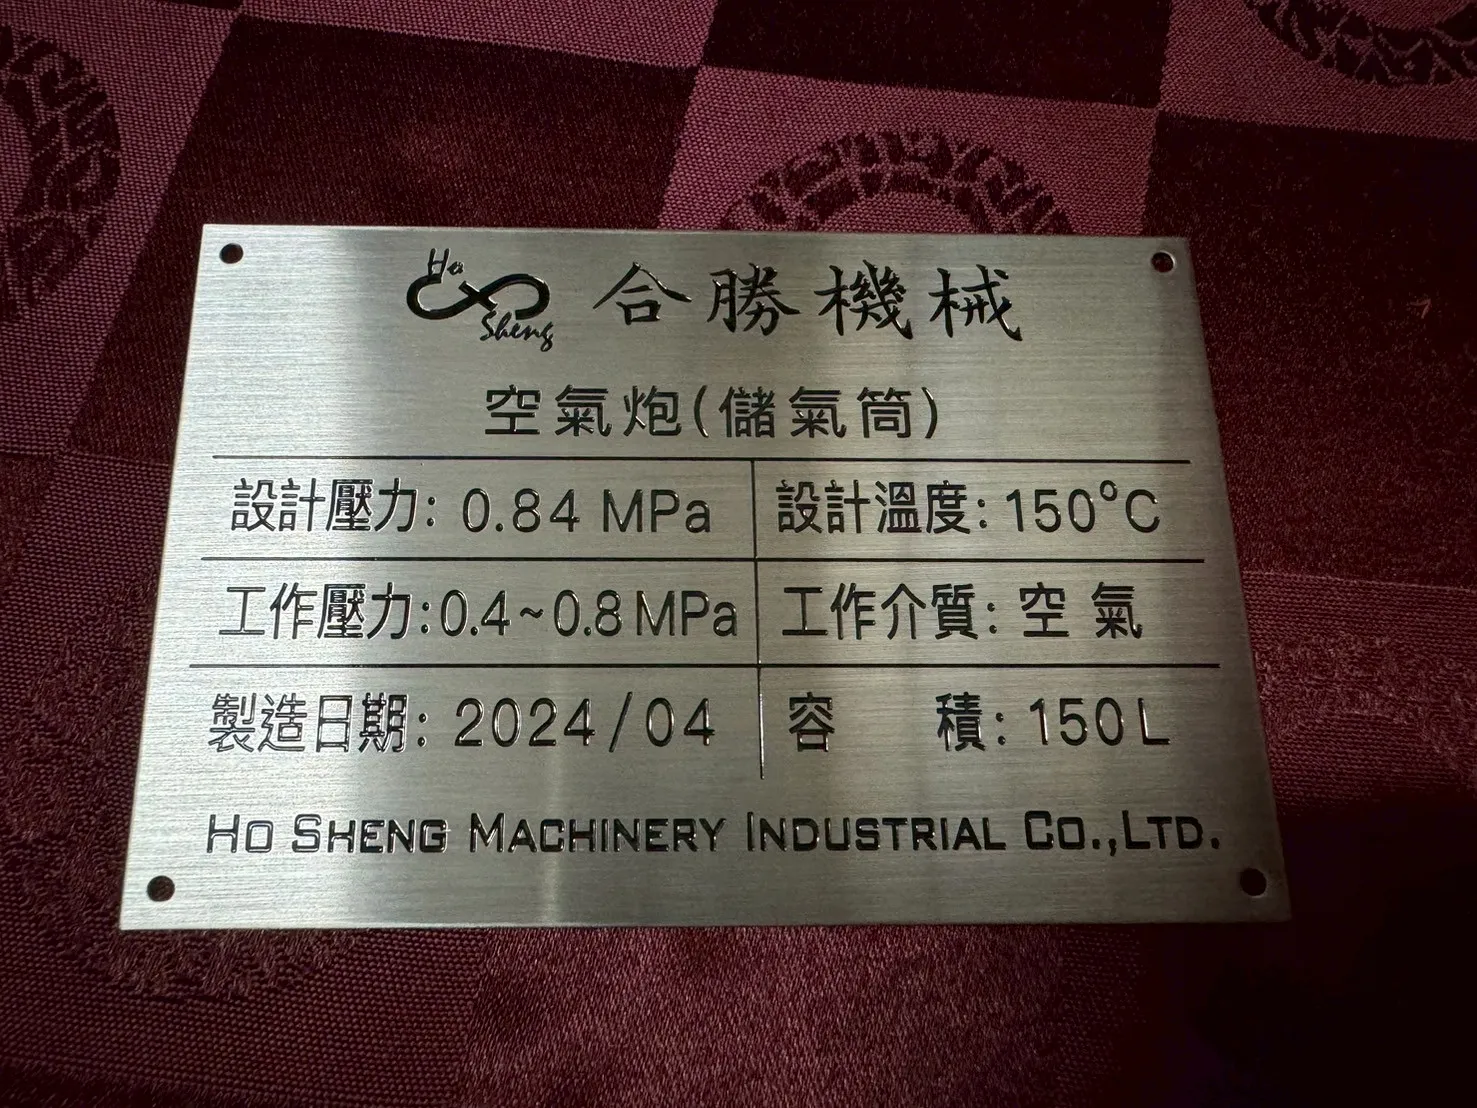 Ho Sheng 合勝機械
空氣炮(儲氣筒)
設計壓力: 0.84 MPa 設計溫度: 150°C
工作壓力: 0.4~0.8 MPa 工作介質: 空氣
製造日期: 2024/04 容積: 150L
HO SHENG MACHINERY INDUSTRIAL CO.,LTD.